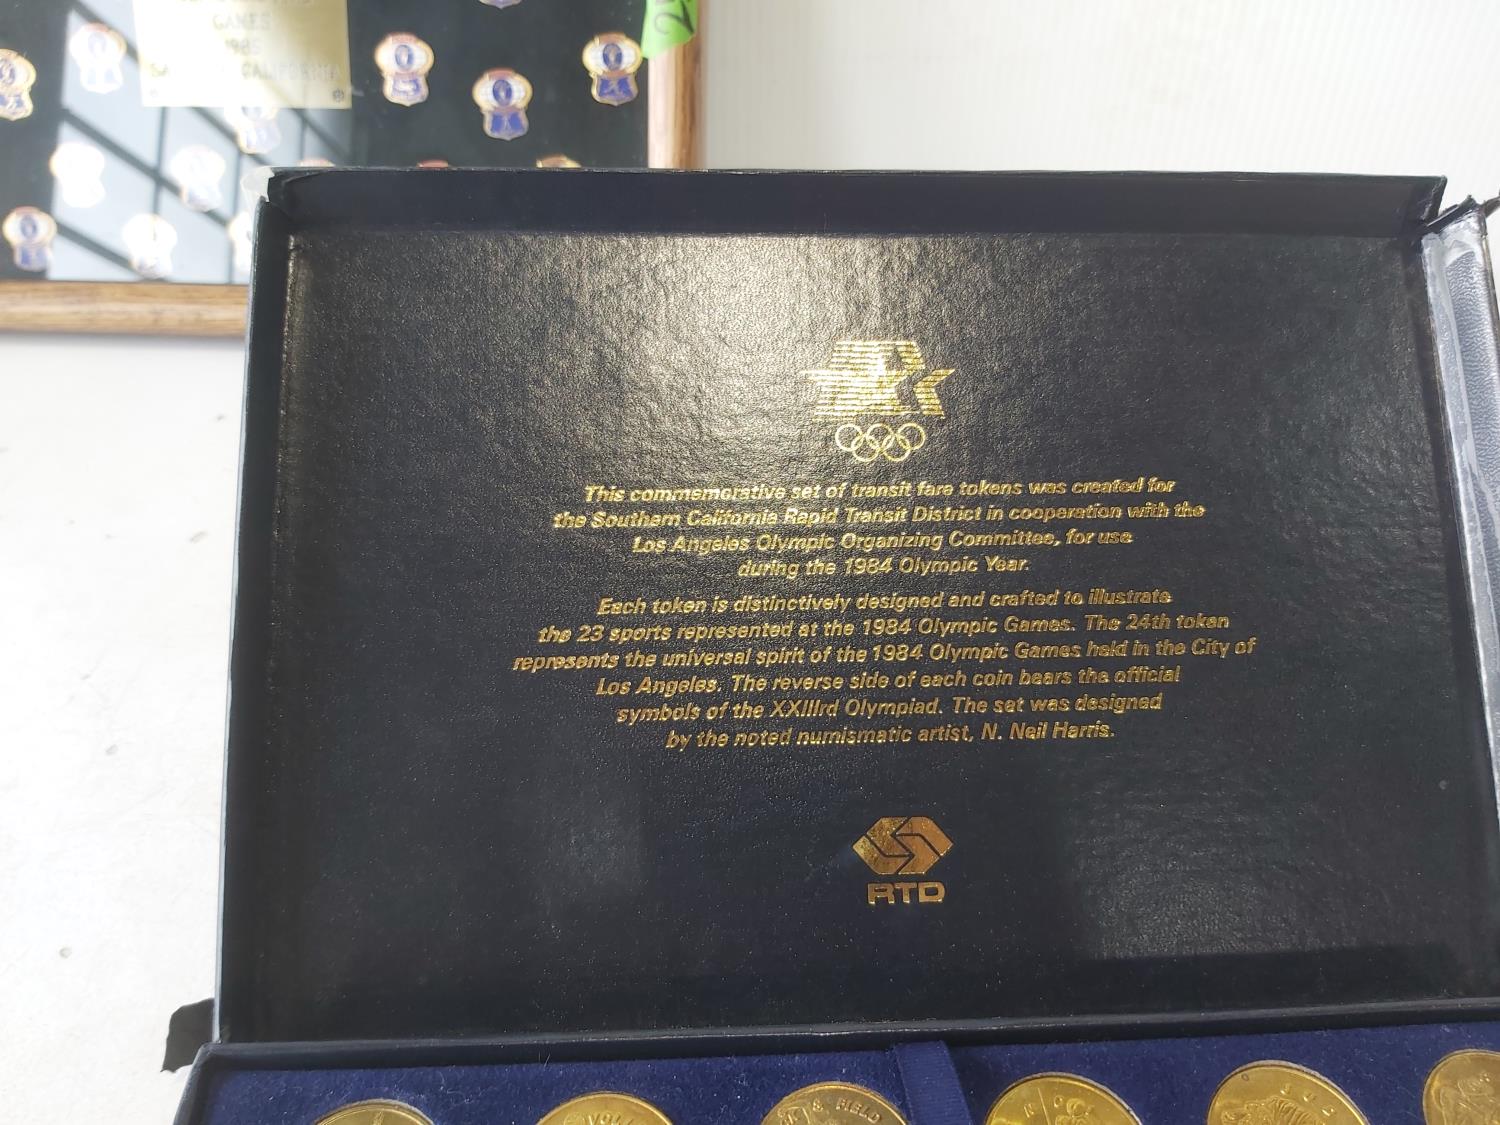 GAMES
1985
CALIFORNIA
This commemorative set of transit fare tokens was created for
the Southern California Rapid Transit District in cooperation with the
Los Angeles Olympic Organizing Committee, for use
during the 1984 Olympic Year.
Each token is distinctively designed and crafted to illustrate
the 23 sports represented at the 1984 Olympic Games. The 24th token
represents the universal spirit of the 1984 Olympic Games held in the City of
Los Angeles. The reverse side of each coin bears the official
symbols of the XXIIIrd Olympiad. The set was designed
by the noted numismatic artist, N. Neil Harris.
RTD
& FIELD